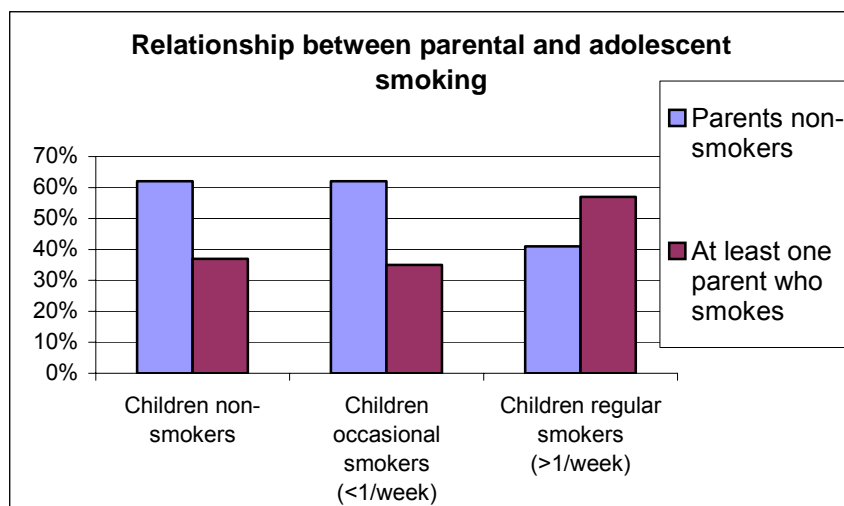 Relationship between parental and adolescent
smoking
Parents non-
smokers
At least one
parent who
smokes
70%
60%
50%
40%
30%
20%
10%
0%
Children non-
smokers
Children
occasional
smokers
(<1/week)
Children regular
smokers
(>1/week)